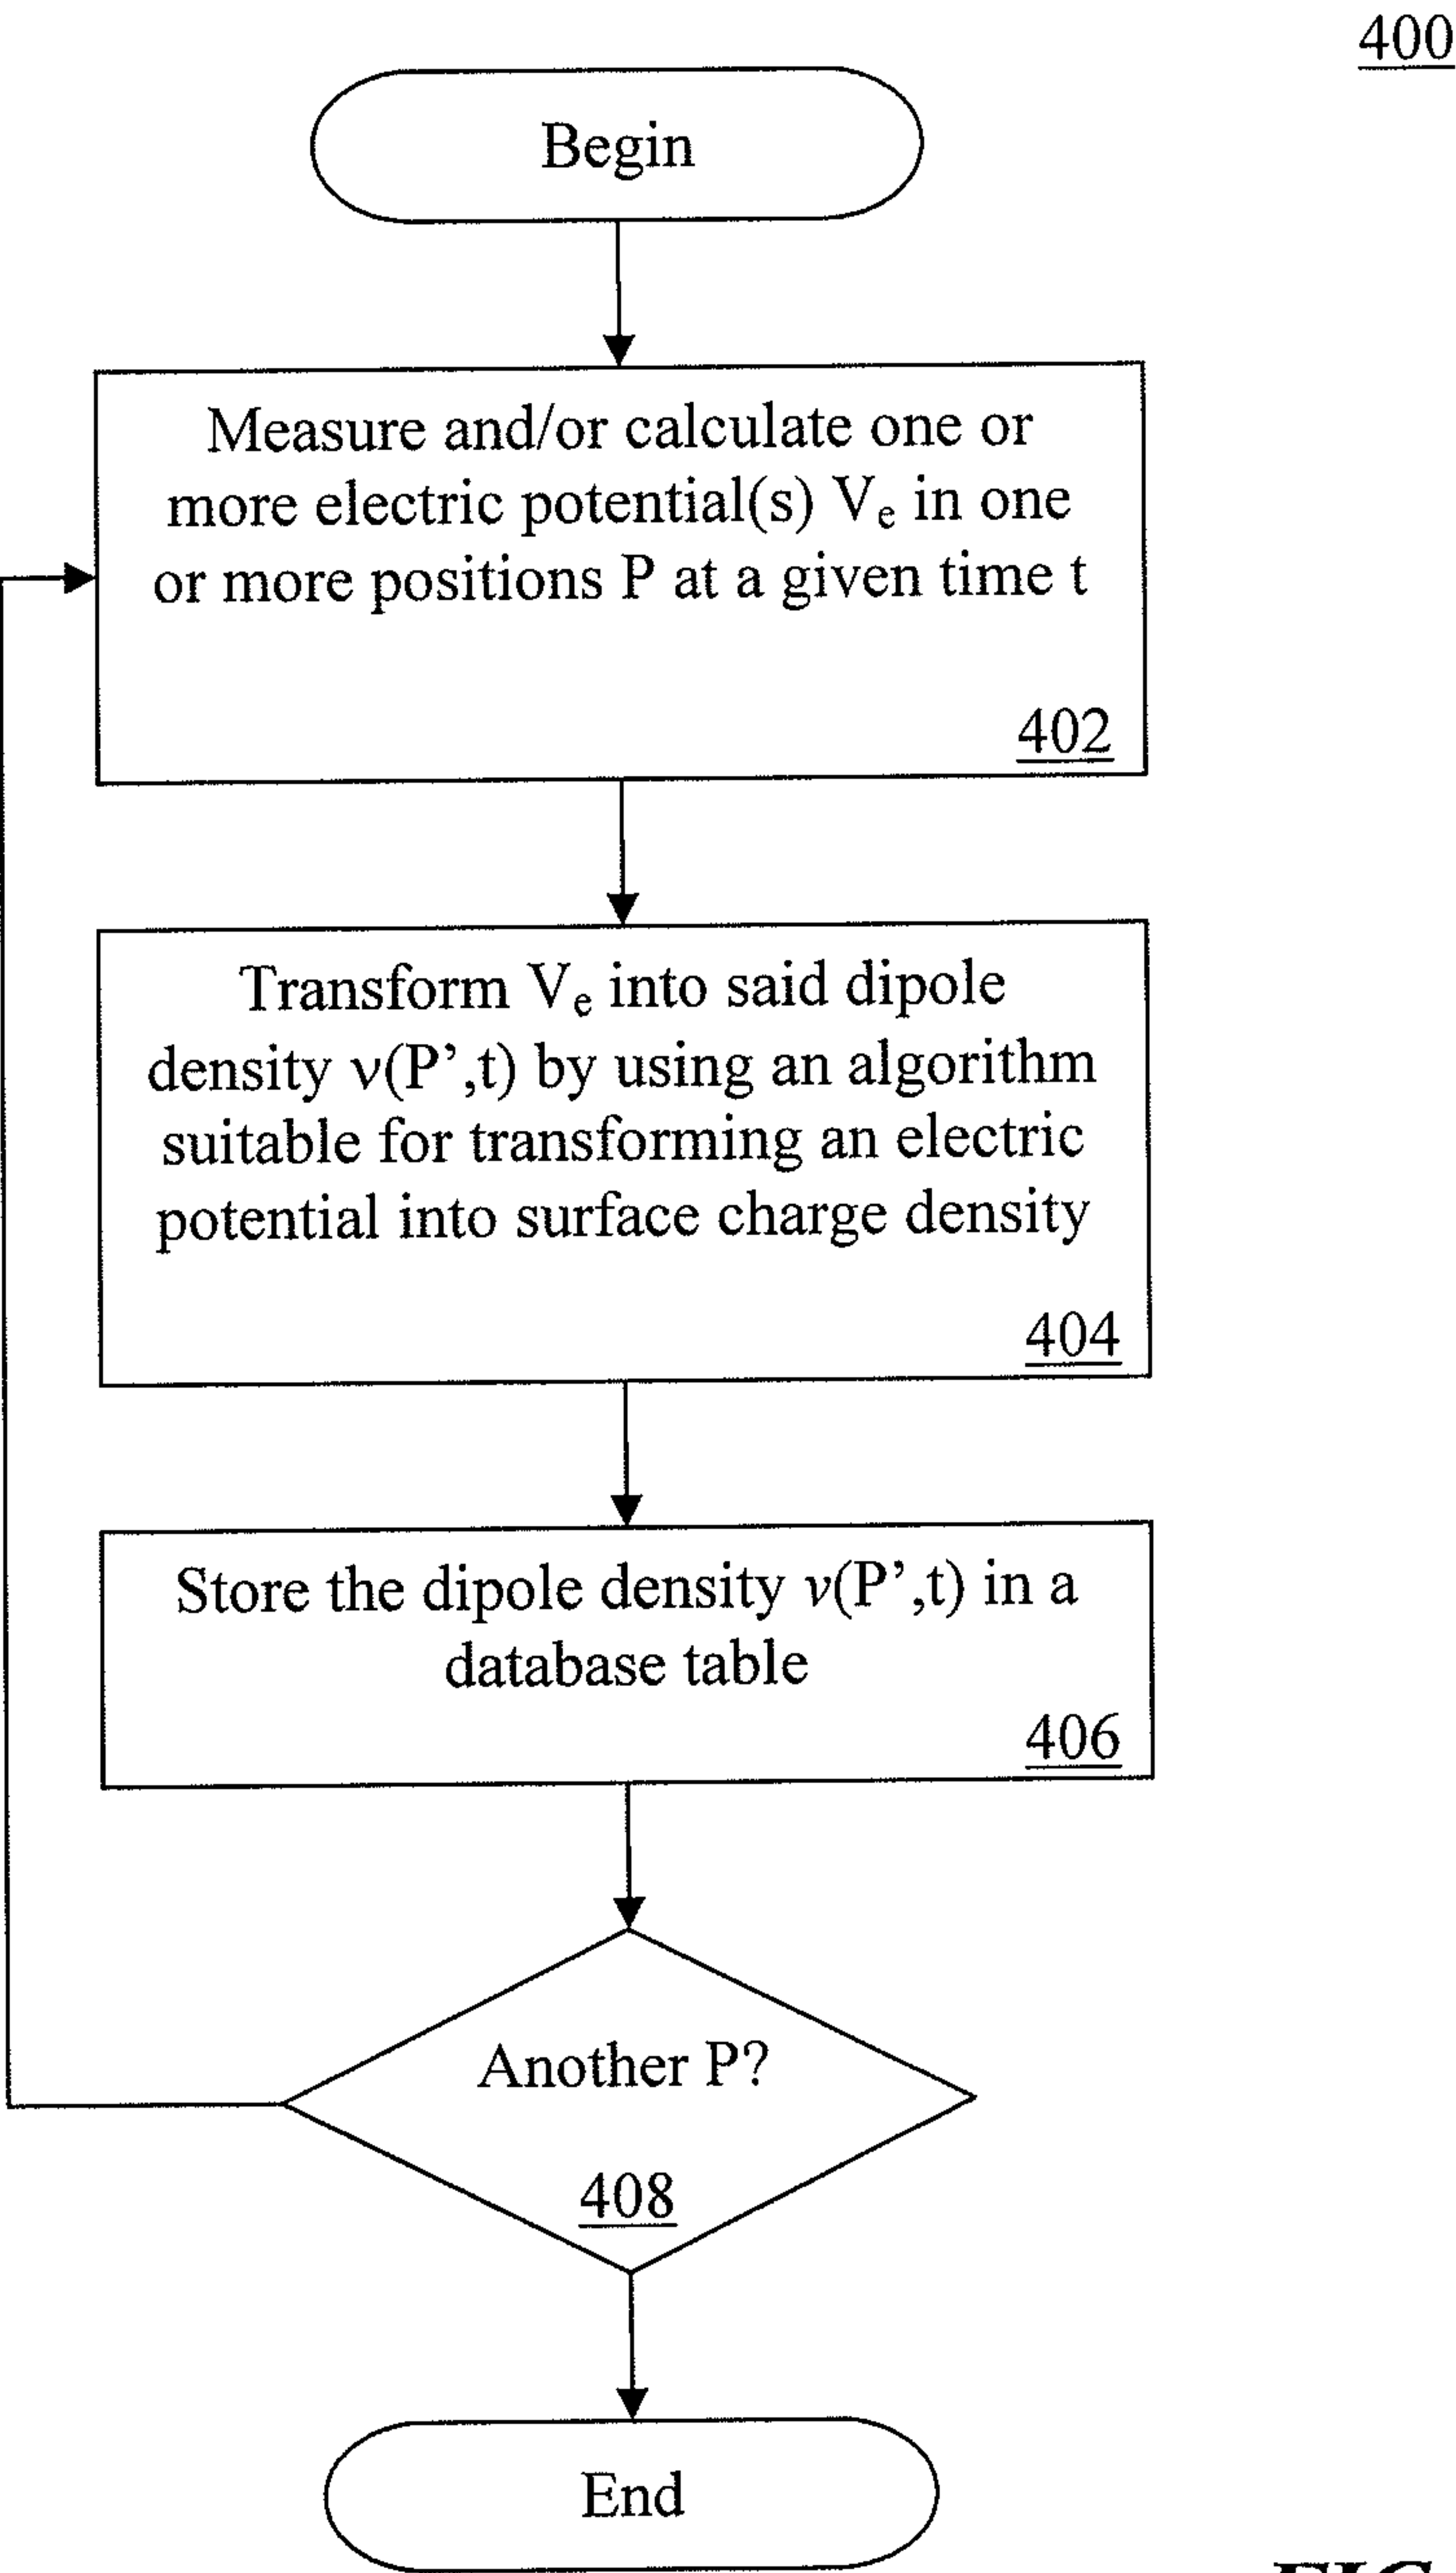 400
Begin
Measure and/or calculate one or
more electric potential(s) Vₑ in one
or more positions P at a given time t
402
Transform Vₑ into said dipole
density ν(P’,t) by using an algorithm
suitable for transforming an electric
potential into surface charge density
404
Store the dipole density ν(P’,t) in a
database table
406
Another P?
408
End